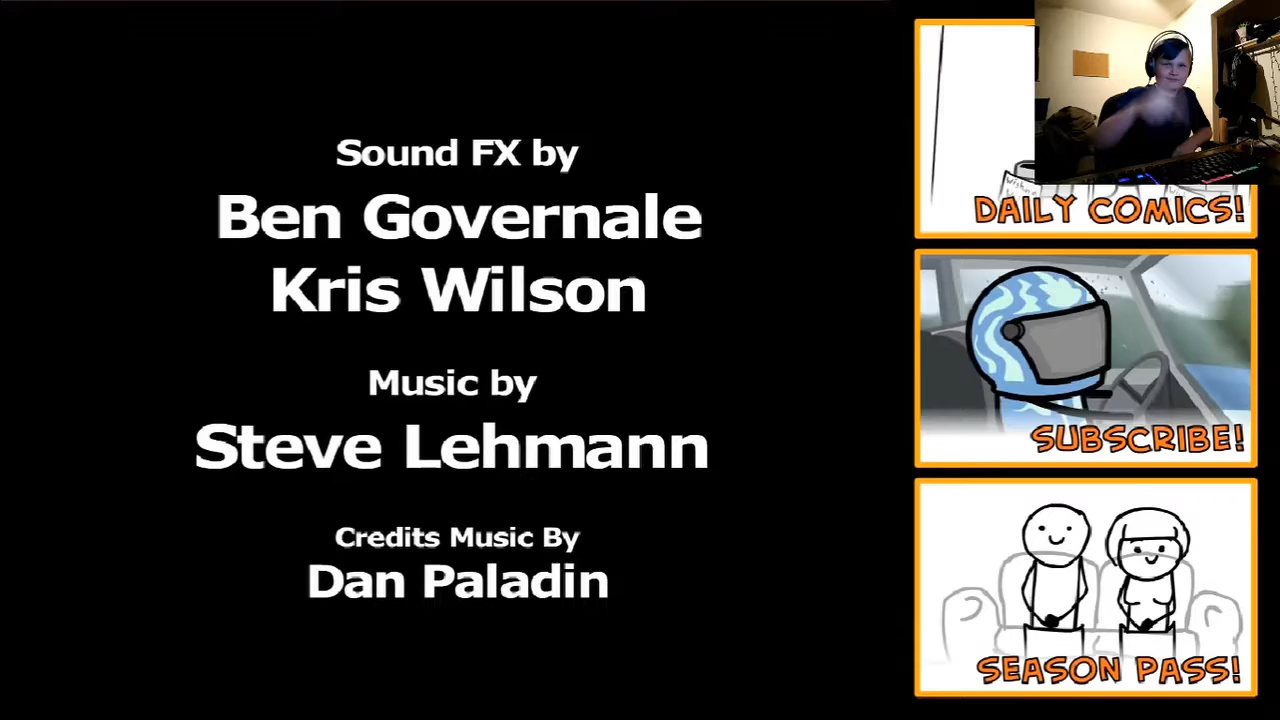 Sound FX by
Ben Governale
Kris Wilson
Music by
Steve Lehmann
Credits Music By
Dan Paladin
DAILY COMICS!
SUBSCRIBE!
SEASON PASS!